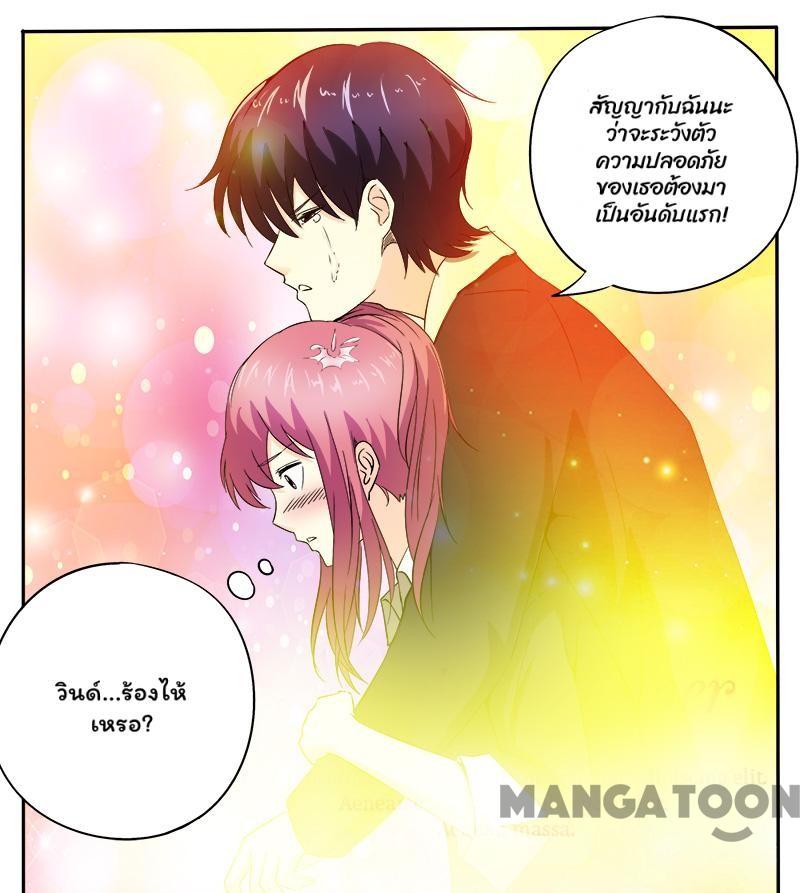 สัญญากับฉันนะ
ว่าจะระวังตัว
ความปลอดภัย
ของเธอต้องมา
เป็นอันดับแรก!
วินด์...ร้องไห้
เหรอ?
elit.
MANGATOON
massa.